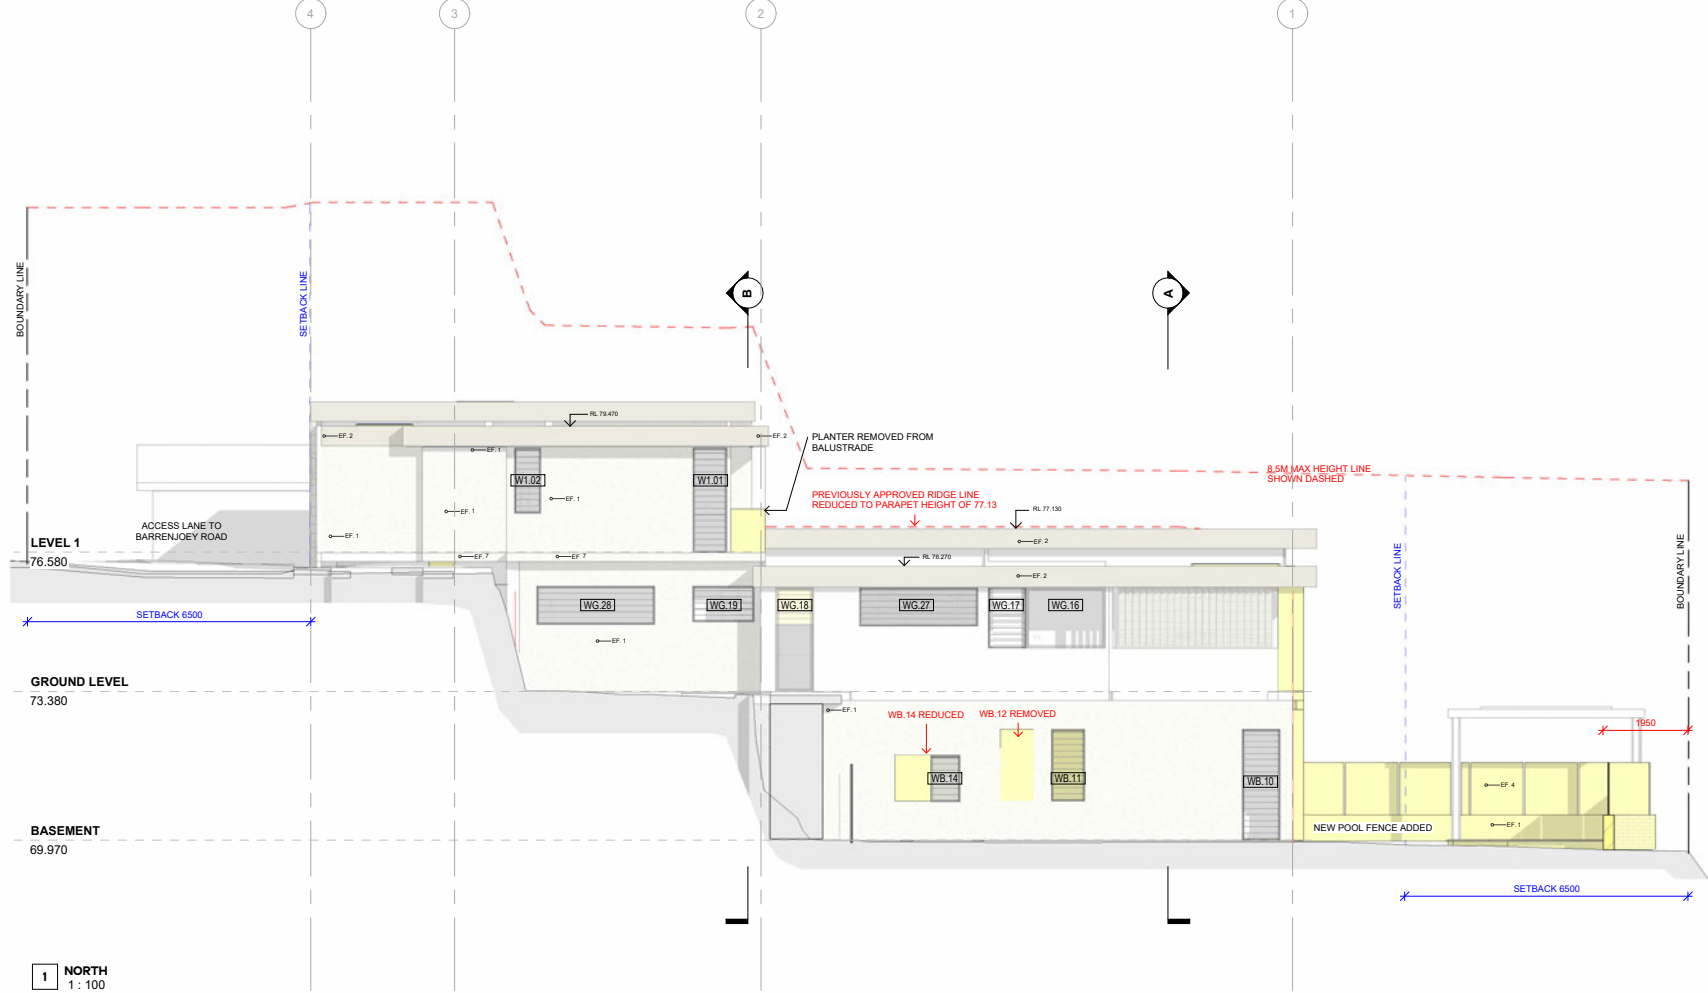 4
3
2
1
BOUNDARY LINE
SETBACK LINE
B
A
RL 79.470
EF. 2
EF. 2
EF. 1
W1.02
W1.01
EF. 1
EF. 1
EF. 1
EF. 7
EF. 7
PLANTER REMOVED FROM
BALUSTRADE
8.5M MAX HEIGHT LINE
SHOWN DASHED
PREVIOUSLY APPROVED RIDGE LINE
REDUCED TO PARAPET HEIGHT OF 77.13
RL 77.130
EF. 2
RL 76.270
EF. 2
ACCESS LANE TO
BARRENJOEY ROAD
LEVEL 1
76.580
SETBACK 6500
SETBACK LINE
BOUNDARY LINE
WG.28
WG.19
WG.18
WG.27
WG.17
WG.16
EF. 1
GROUND LEVEL
73.380
EF. 1
WB.14 REDUCED
WB.12 REMOVED
1950
WB.14
WB.11
WB.10
EF. 4
EF. 1
NEW POOL FENCE ADDED
BASEMENT
69.970
SETBACK 6500
1
NORTH
1 : 100